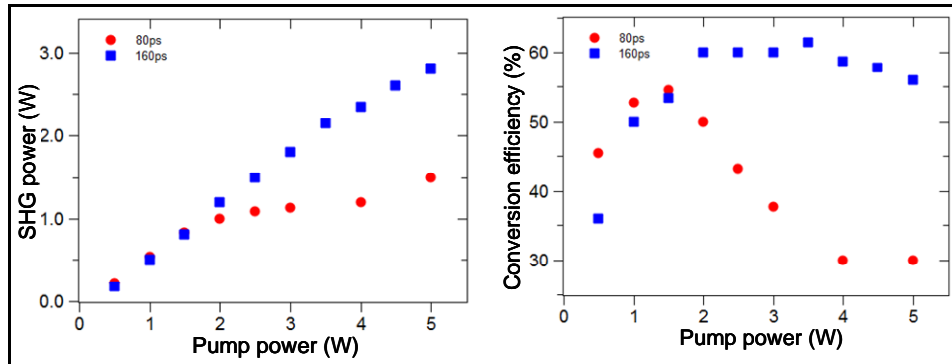 80ps
160ps
3.0
2.0
1.0
0.0
SHG power (W)
0 1 2 3 4 5
Pump power (W)
80ps
160ps
60
50
40
30
Conversion efficiency (%)
0 1 2 3 4 5
Pump power (W)